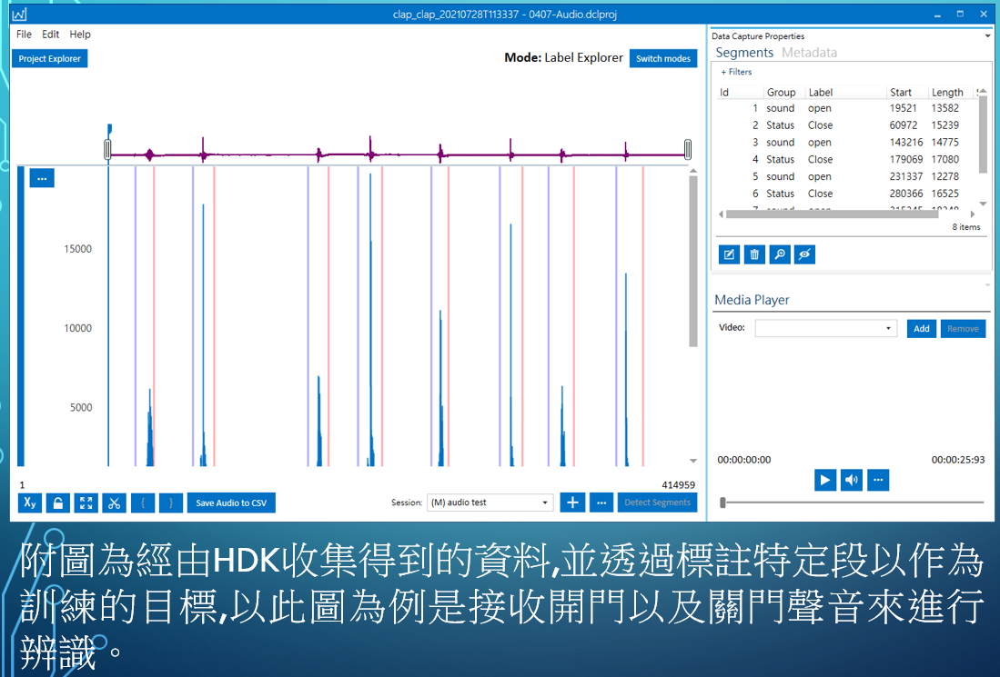 clap_clap_20210728T113337 - 0407-Audio.dclproj
File Edit Help
Project Explorer
Mode: Label Explorer Switch modes
15000
10000
5000
1 414959
Xy { } Save Audio to CSV
Session: (M) audio test + ... Detect Segments
Data Capture Properties
Segments Metadata
+ Filters
Id Group Label Start Length
1 sound open 19521 13582
2 Status Close 60972 15239
3 sound open 143216 14775
4 Status Close 179069 17080
5 sound open 231337 12278
6 Status Close 280366 16525
8 items
Media Player
Video: Add Remove
00:00:00:00 00:00:25:93
附圖為經由HDK收集得到的資料,並透過標註特定段以作為
訓練的目標,以此圖為例是接收開門以及關門聲音來進行
辨識。